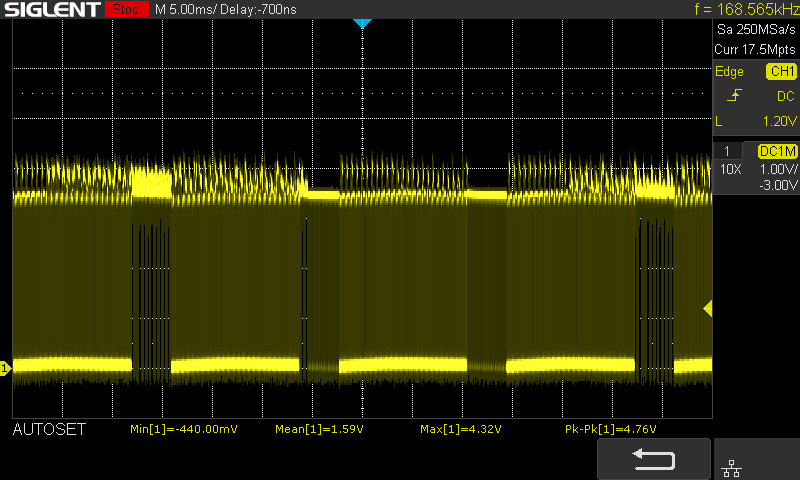 SIGLENT Stop M 5.00ms/ Delay:-700ns f = 168.565kHz
Sa 250MSa/s
Curr 17.5Mpts
Edge CH1
DC
L 1.20V
1 DC1M
10X 1.00V/
-3.00V
1
AUTOSET Min[1]=-440.00mV Mean[1]=1.59V Max[1]=4.32V Pk-Pk[1]=4.76V